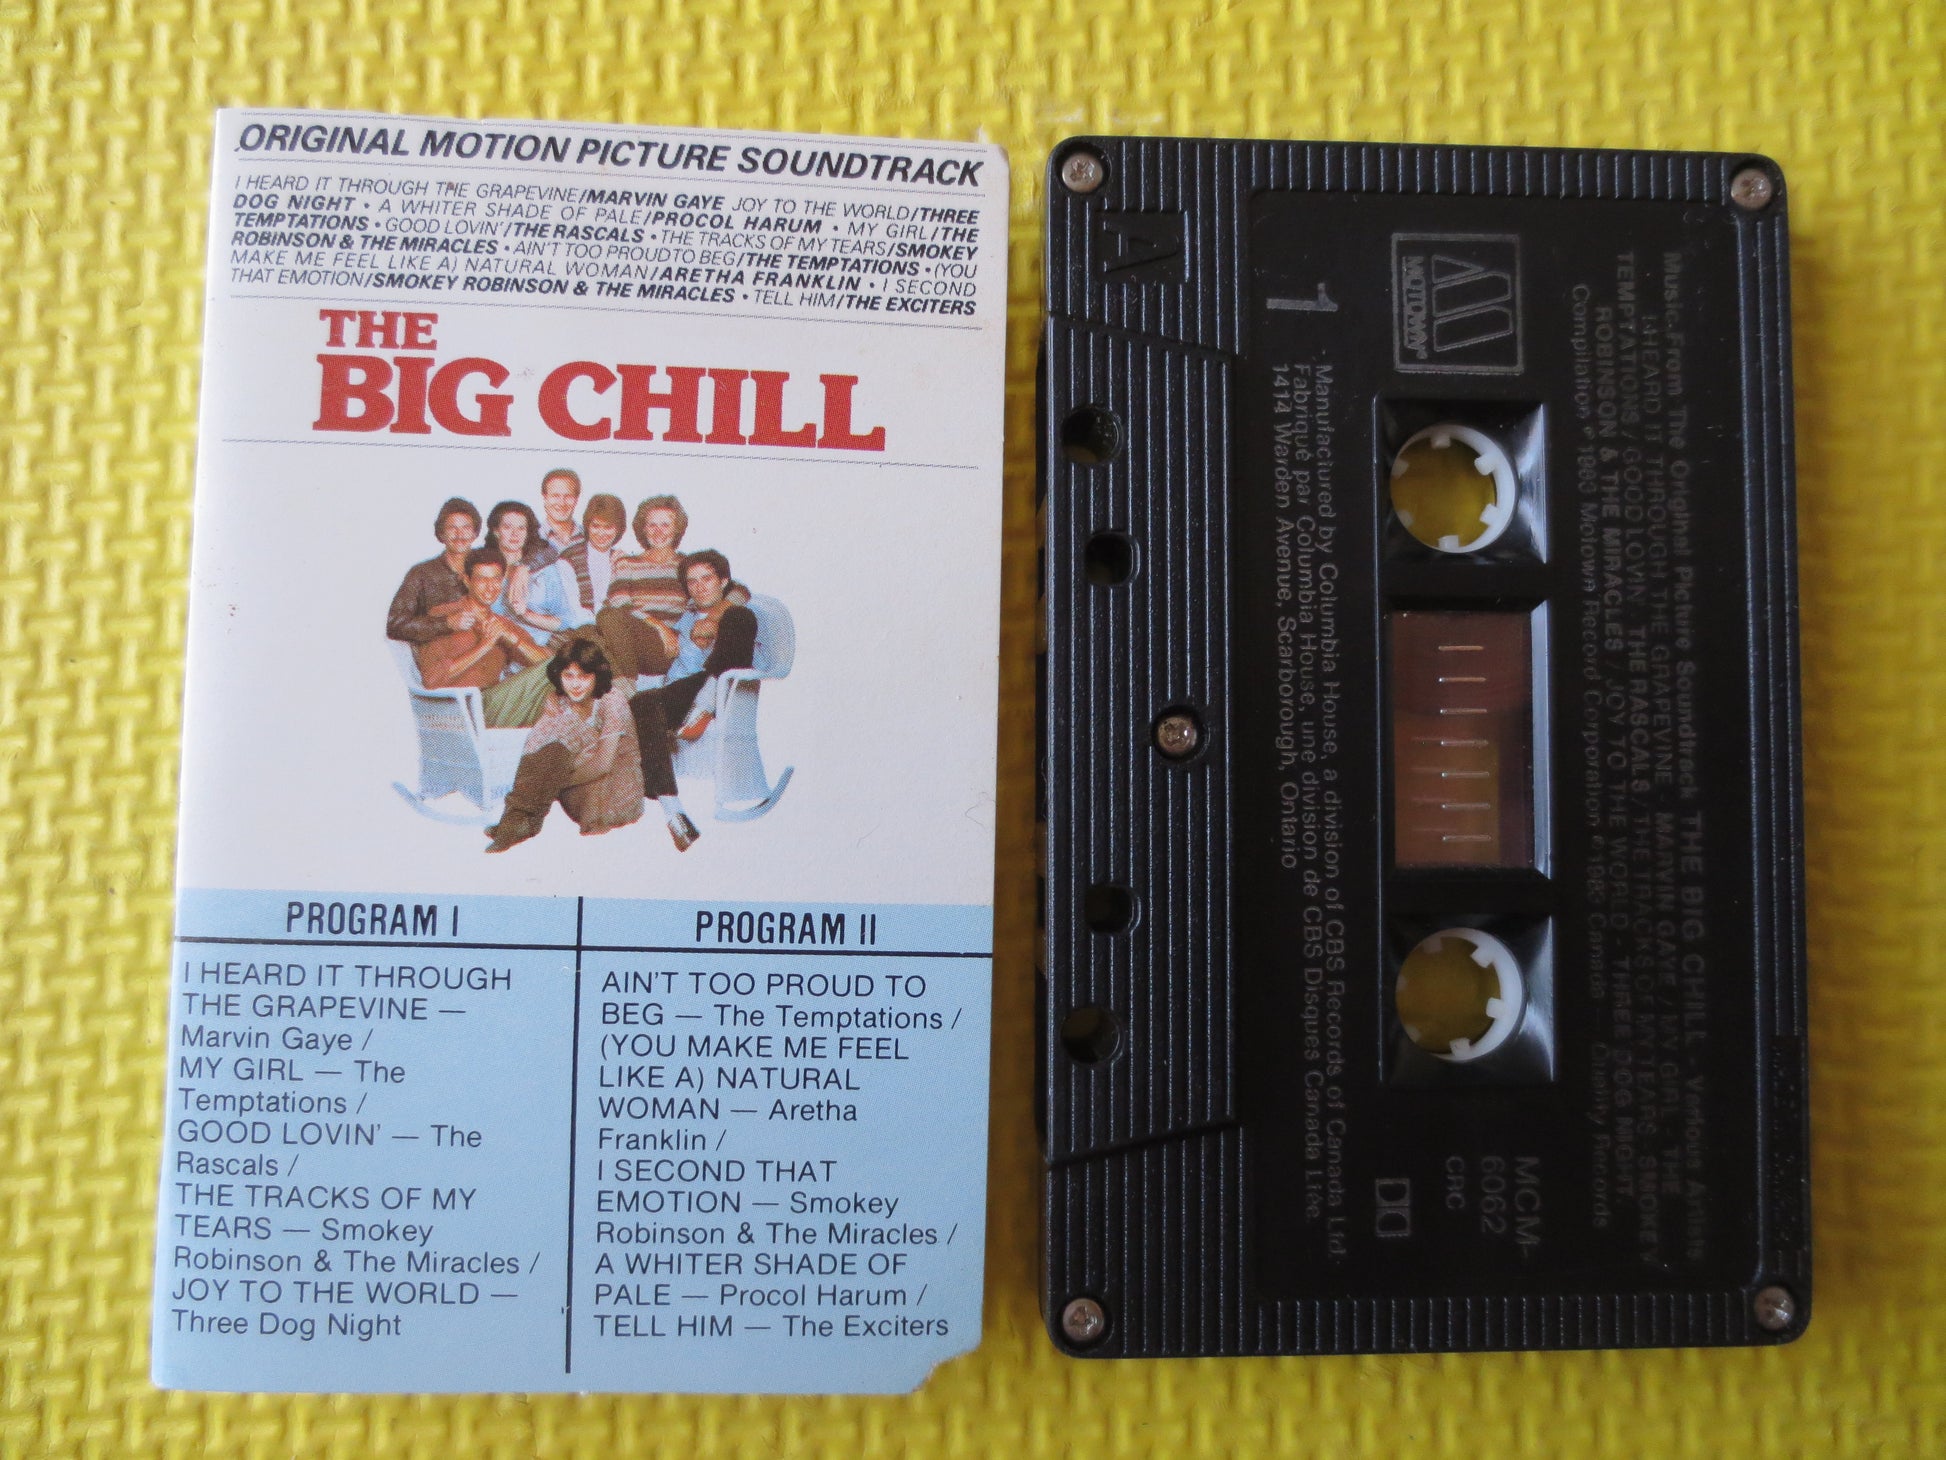 ORIGINAL MOTION PICTURE SOUNDTRACK
I HEARD IT THROUGH THE GRAPEVINE/MARVIN GAYE JOY TO THE WORLD/THREE
DOG NIGHT • A WHITER SHADE OF PALE/PROCOL HARUM • MY GIRL/THE
TEMPTATIONS • GOOD LOVIN'/THE RASCALS • THE TRACKS OF MY TEARS/SMOKEY
ROBINSON & THE MIRACLES • AIN'T TOO PROUD TO BEG/THE TEMPTATIONS • (YOU
MAKE ME FEEL LIKE A) NATURAL WOMAN/ARETHA FRANKLIN • I SECOND
THAT EMOTION/SMOKEY ROBINSON & THE MIRACLES • TELL HIM/THE EXCITERS
THE
BIG CHILL
PROGRAM I
I HEARD IT THROUGH
THE GRAPEVINE —
Marvin Gaye /
MY GIRL — The
Temptations /
GOOD LOVIN' — The
Rascals /
THE TRACKS OF MY
TEARS — Smokey
Robinson & The Miracles /
JOY TO THE WORLD —
Three Dog Night
PROGRAM II
AIN'T TOO PROUD TO
BEG — The Temptations /
(YOU MAKE ME FEEL
LIKE A) NATURAL
WOMAN — Aretha
Franklin /
I SECOND THAT
EMOTION — Smokey
Robinson & The Miracles /
A WHITER SHADE OF
PALE — Procol Harum /
TELL HIM — The Exciters
Music From The Original Picture Soundtrack THE BIG CHILL - Various Artists
I HEARD IT THROUGH THE GRAPEVINE - MARVIN GAYE / MY GIRL - THE
TEMPTATIONS / GOOD LOVIN' THE RASCALS / THE TRACKS OF MY TEARS - SMOKEY
ROBINSON & THE MIRACLES / JOY TO THE WORLD - THREE DOG NIGHT
Compilation ℗ 1983 Motown Record Corporation © 1983 Canada — Quality Records
MOTOWN®
MCM-
6062
CRC
A
1
Manufactured by Columbia House, a division of CBS Records of Canada Ltd.
Fabriqué par Columbia House, une division de CBS Disques Canada Ltée.
1414 Warden Avenue, Scarborough, Ontario